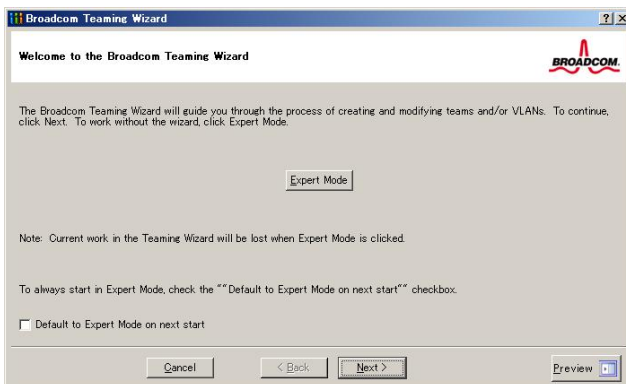 Broadcom Teaming Wizard
Welcome to the Broadcom Teaming Wizard
BROADCOM.
The Broadcom Teaming Wizard will guide you through the process of creating and modifying teams and/or VLANs. To continue,
click Next. To work without the wizard, click Expert Mode.
Expert Mode
Note: Current work in the Teaming Wizard will be lost when Expert Mode is clicked.
To always start in Expert Mode, check the ""Default to Expert Mode on next start"" checkbox.
Default to Expert Mode on next start
Cancel
< Back
Next >
Preview